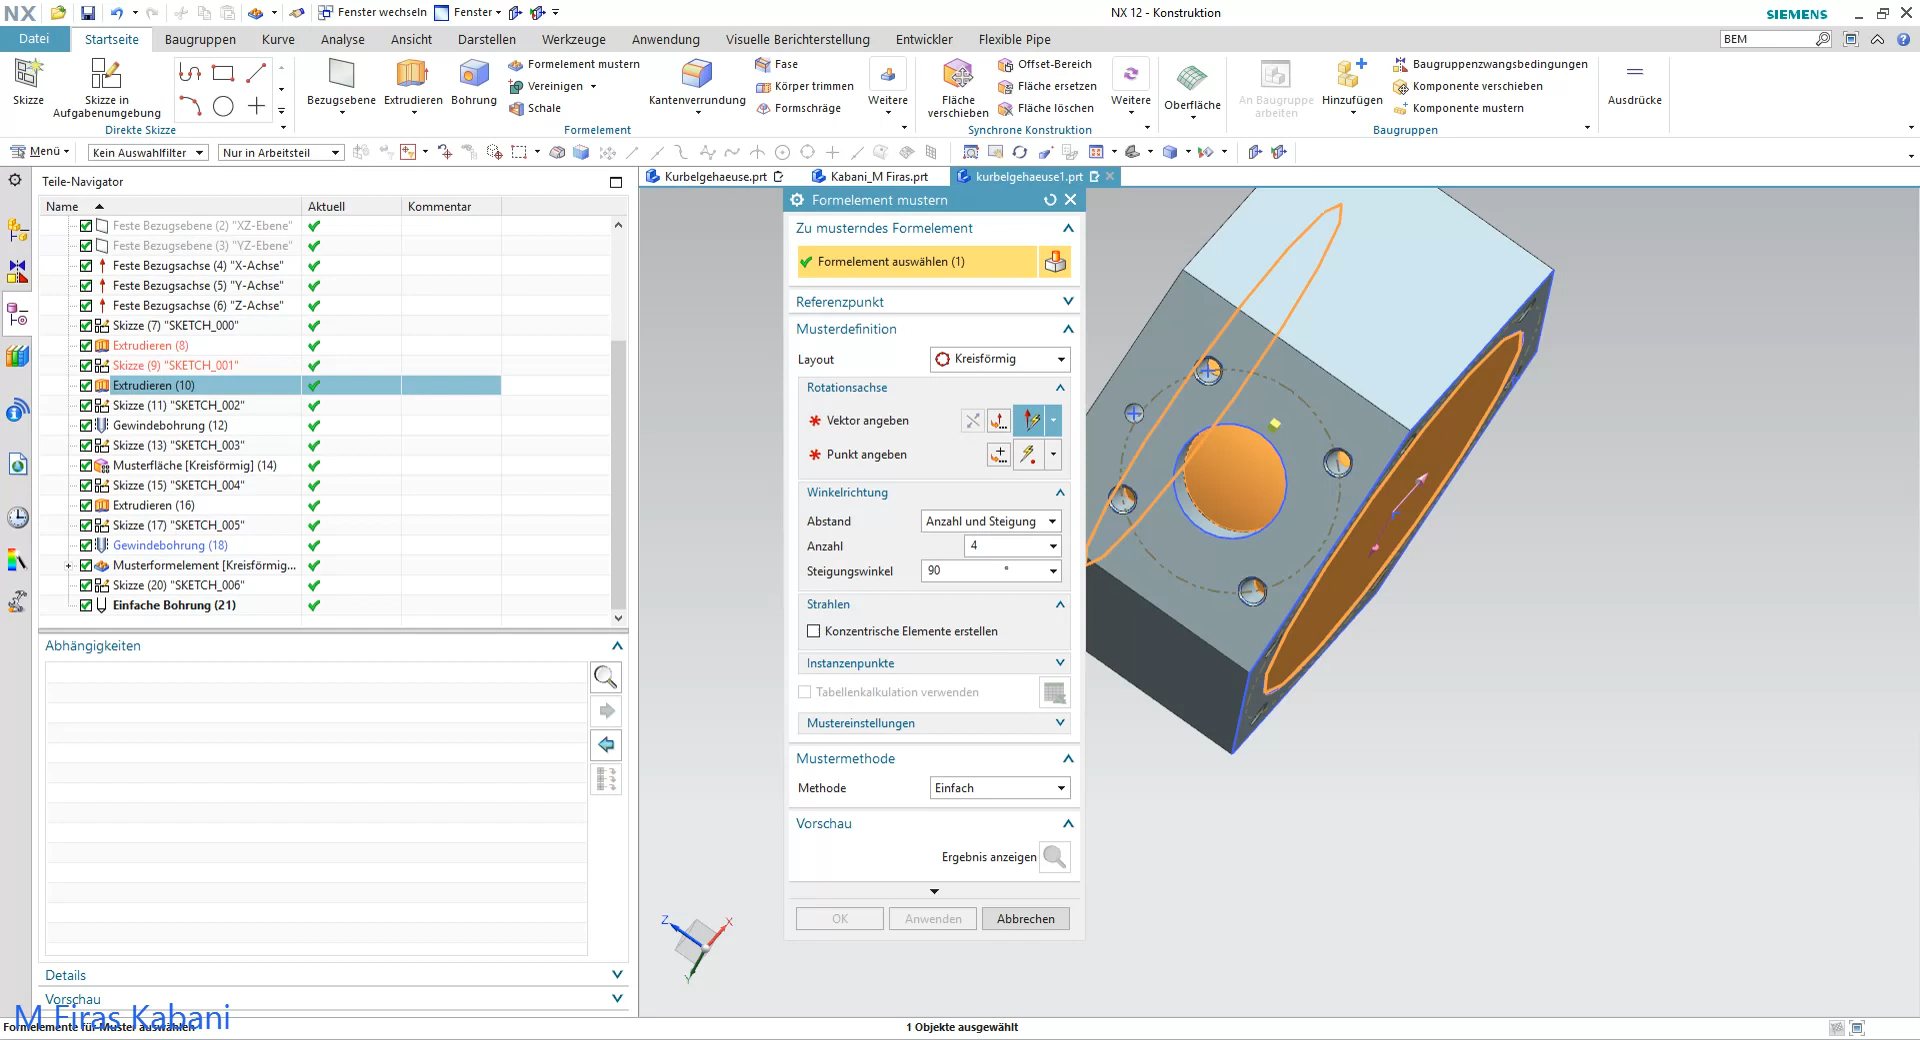 NX
Fenster wechseln
Fenster
NX 12 - Konstruktion
SIEMENS
Datei
Startseite
Baugruppen
Kurve
Analyse
Ansicht
Darstellen
Werkzeuge
Anwendung
Visuelle Berichterstellung
Entwickler
Flexible Pipe
BEM
Skizze
Skizze in
Aufgabenumgebung
Direkte Skizze
Bezugsebene
Extrudieren
Bohrung
Formelement mustern
Vereinigen
Schale
Kantenverrundung
Fase
Körper trimmen
Formschräge
Weitere
Formelement
Fläche
verschieben
Offset-Bereich
Fläche ersetzen
Fläche löschen
Weitere
Synchrone Konstruktion
Oberfläche
An Baugruppe
arbeiten
Hinzufügen
Baugruppenzwangsbedingungen
Komponente verschieben
Komponente mustern
Baugruppen
Ausdrücke
Menü
Kein Auswahlfilter
Nur in Arbeitsteil
Teile-Navigator
Name
Aktuell
Kommentar
Feste Bezugsebene (2) "XZ-Ebene"
Feste Bezugsebene (3) "YZ-Ebene"
Feste Bezugsachse (4) "X-Achse"
Feste Bezugsachse (5) "Y-Achse"
Feste Bezugsachse (6) "Z-Achse"
Skizze (7) "SKETCH_000"
Extrudieren (8)
Skizze (9) "SKETCH_001"
Extrudieren (10)
Skizze (11) "SKETCH_002"
Gewindebohrung (12)
Skizze (13) "SKETCH_003"
Musterfläche [Kreisförmig] (14)
Skizze (15) "SKETCH_004"
Extrudieren (16)
Skizze (17) "SKETCH_005"
Gewindebohrung (18)
Musterformelement [Kreisförmig...
Skizze (20) "SKETCH_006"
Einfache Bohrung (21)
Abhängigkeiten
Details
Vorschau
M Firas Kabani
Formelemente für Muster auswählen
Kurbelgehaeuse.prt
Kabani_M Firas.prt
kurbelgehaeuse1.prt
Formelement mustern
Zu musterndes Formelement
Formelement auswählen (1)
Referenzpunkt
Musterdefinition
Layout
Kreisförmig
Rotationsachse
Vektor angeben
Punkt angeben
Winkelrichtung
Abstand
Anzahl und Steigung
Anzahl
4
Steigungswinkel
90 °
Strahlen
Konzentrische Elemente erstellen
Instanzenpunkte
Tabellenkalkulation verwenden
Mustereinstellungen
Mustermethode
Methode
Einfach
Vorschau
Ergebnis anzeigen
OK
Anwenden
Abbrechen
Z
X
Y
1 Objekte ausgewählt